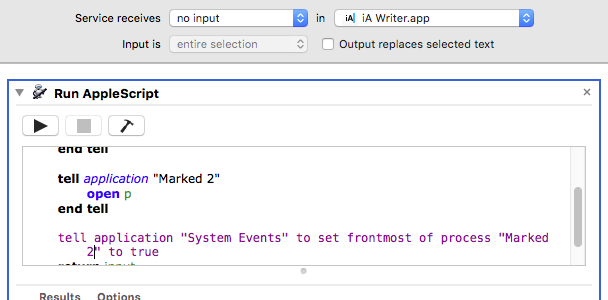 Service receives no input in iA iA Writer.app
Input is entire selection Output replaces selected text
Run AppleScript
end tell
tell application "Marked 2"
open p
end tell
tell application "System Events" to set frontmost of process "Marked
2" to true
return input
Results Options